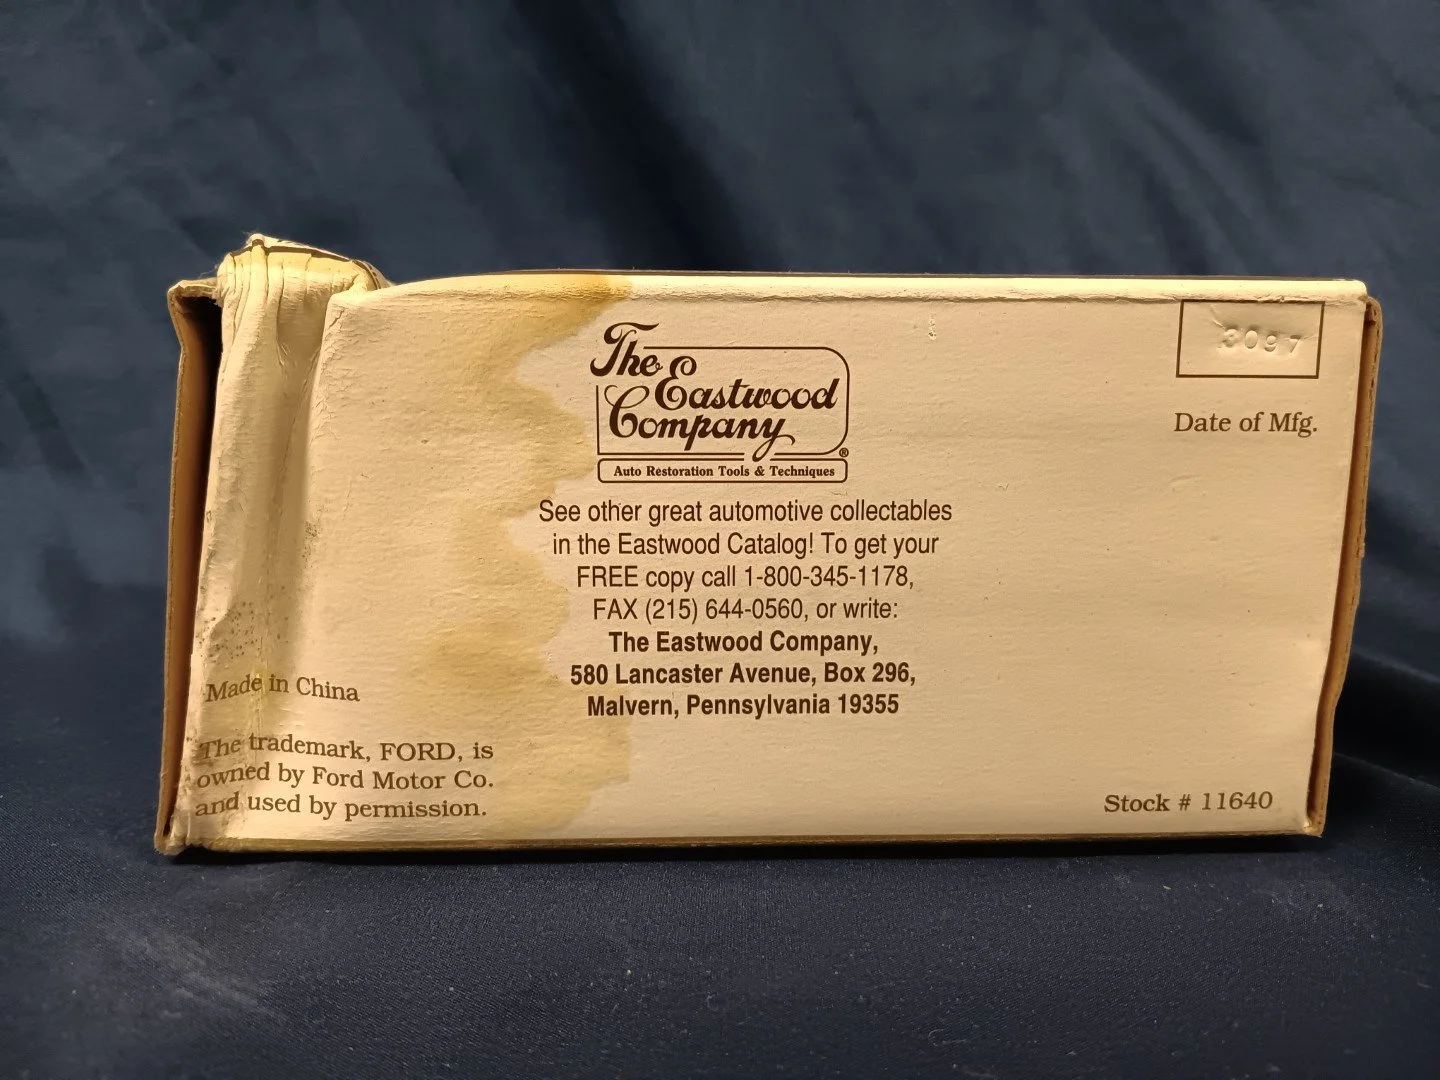 The
Eastwood
Company
®
Auto Restoration Tools & Techniques
See other great automotive collectables
in the Eastwood Catalog! To get your
FREE copy call 1-800-345-1178,
FAX (215) 644-0560, or write:
The Eastwood Company,
580 Lancaster Avenue, Box 296,
Malvern, Pennsylvania 19355
3097
Date of Mfg.
Made in China
The trademark, FORD, is
owned by Ford Motor Co.
and used by permission.
Stock # 11640